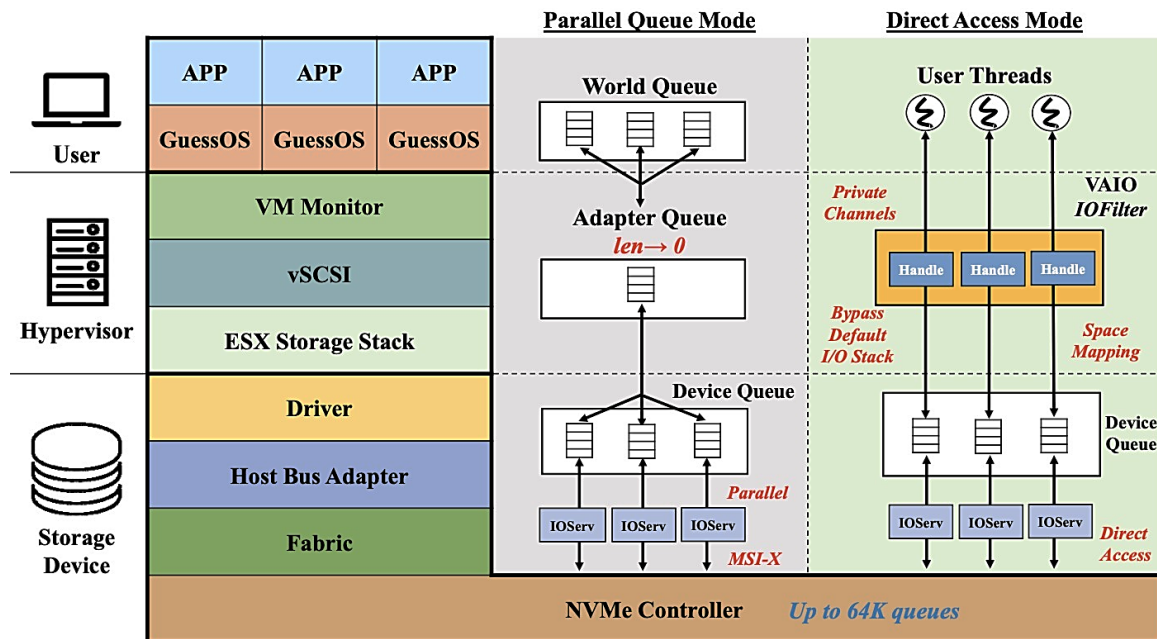 Parallel Queue Mode
Direct Access Mode
APP
APP
APP
GuessOS
GuessOS
GuessOS
User
World Queue
User Threads
VM Monitor
vSCSI
ESX Storage Stack
Hypervisor
Adapter Queue
len→ 0
Private
Channels
VAIO
IOFilter
Handle
Handle
Handle
Bypass
Default
I/O Stack
Space
Mapping
Driver
Host Bus Adapter
Fabric
Storage
Device
Device Queue
Parallel
IOServ
IOServ
IOServ
MSI-X
Device
Queue
IOServ
IOServ
IOServ
Direct
Access
NVMe Controller
Up to 64K queues